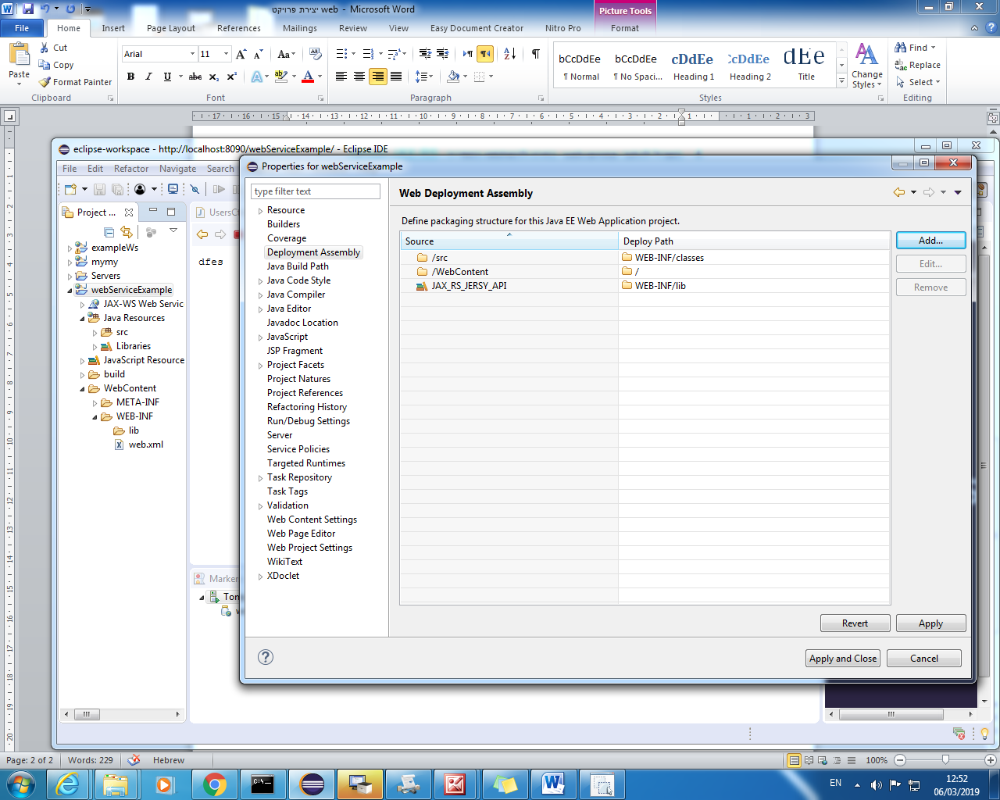 יצירת פרויקט web - Microsoft Word
Picture Tools
File Home Insert Page Layout References Mailings Review View Easy Document Creator Nitro Pro Format
Paste
Cut
Copy
Format Painter
Clipboard
Arial 11
Font
Paragraph
bCcDdEe bCcDdEe cDdEe :cDdEe dEe
¶ Normal ¶ No Spaci... Heading 1 Heading 2 Title
Styles
Change Styles
Find
Replace
Select
Editing
eclipse-workspace - http://localhost:8090/webServiceExample/ - Eclipse IDE
File Edit Refactor Navigate Search
Project ...
exampleWs
mymy
Servers
webServiceExample
JAX-WS Web Servic
Java Resources
src
Libraries
JavaScript Resource
build
WebContent
META-INF
WEB-INF
lib
web.xml
dfes
Marker
Properties for webServiceExample
type filter text
Resource
Builders
Coverage
Deployment Assembly
Java Build Path
Java Code Style
Java Compiler
Java Editor
Javadoc Location
JavaScript
JSP Fragment
Project Facets
Project Natures
Project References
Refactoring History
Run/Debug Settings
Server
Service Policies
Targeted Runtimes
Task Repository
Task Tags
Validation
Web Content Settings
Web Page Editor
Web Project Settings
WikiText
XDoclet
Web Deployment Assembly
Define packaging structure for this Java EE Web Application project.
Source Deploy Path
/src WEB-INF/classes
/WebContent /
JAX_RS_JERSY_API WEB-INF/lib
Add...
Edit...
Remove
Revert Apply
Apply and Close Cancel
Page: 2 of 2 Words: 229 Hebrew 100%
EN
12:52
06/03/2019